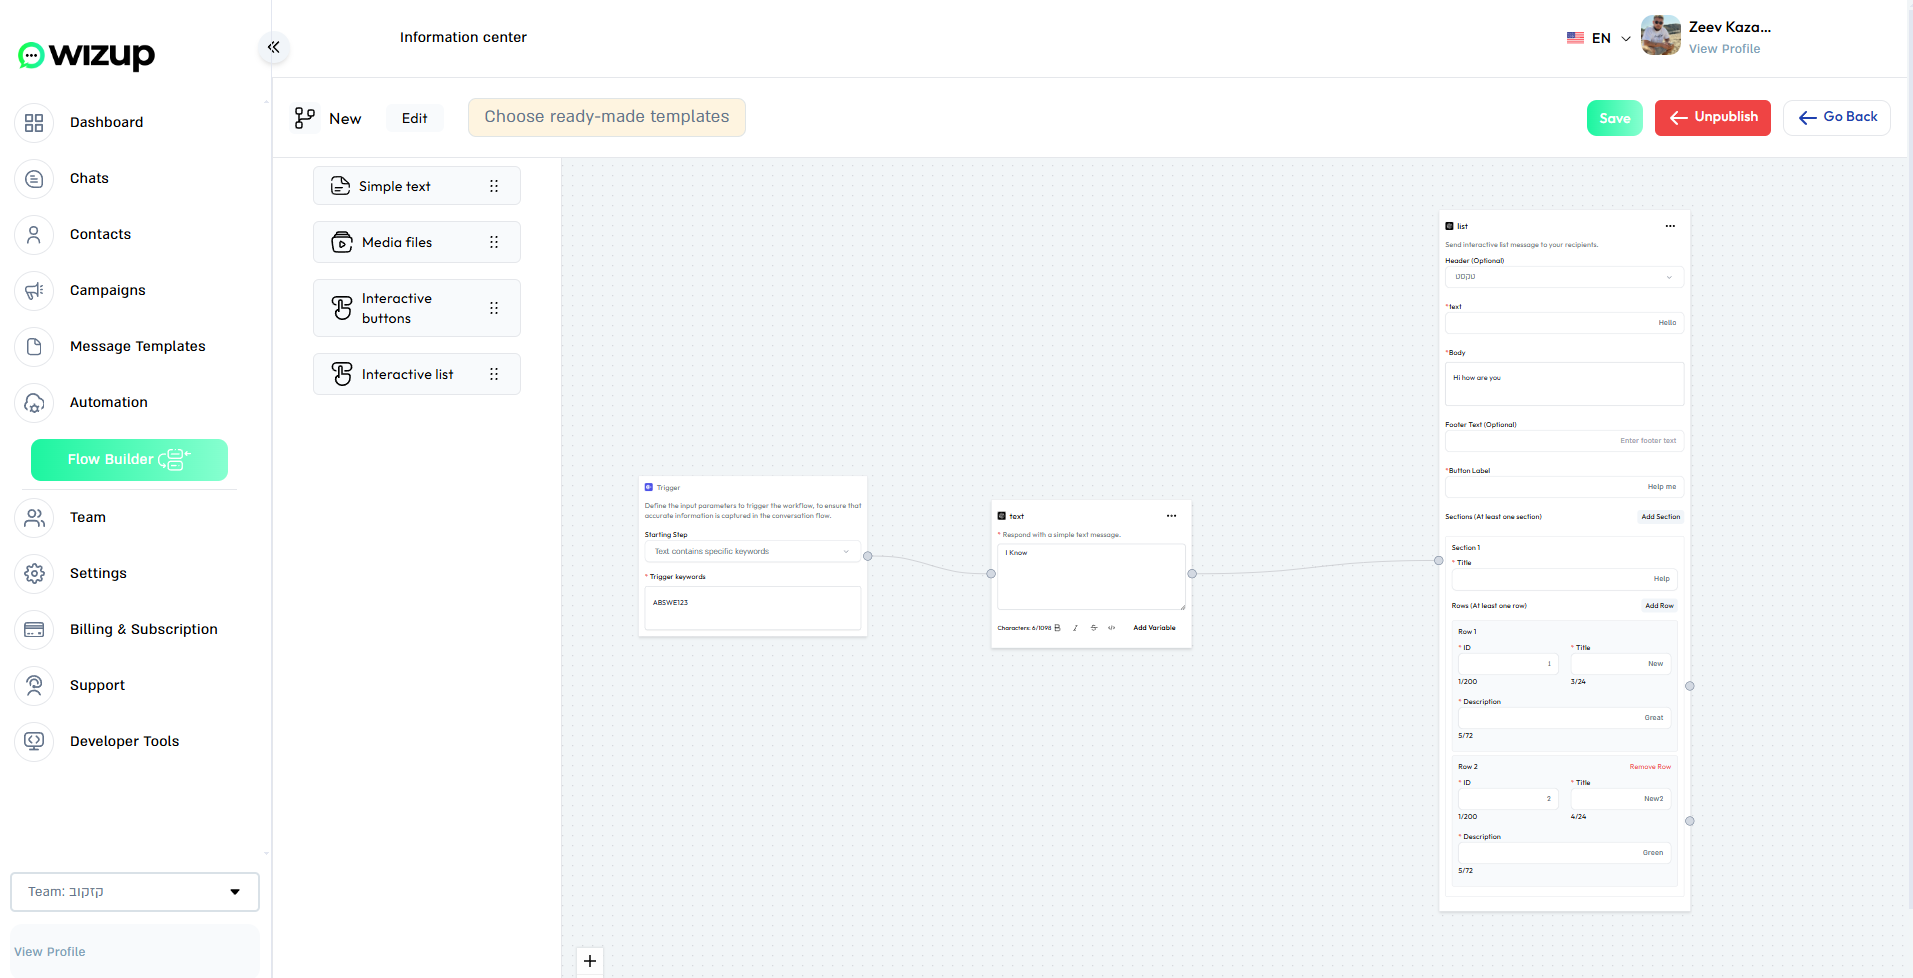 wizup
Information center
EN
Zeev Kaza...
View Profile
Dashboard
Chats
Contacts
Campaigns
Message Templates
Automation
Flow Builder
Team
Settings
Billing & Subscription
Support
Developer Tools
Team: קזקוב
View Profile
New
Edit
Choose ready-made templates
Save
Unpublish
Go Back
Simple text
Media files
Interactive
buttons
Interactive list
Trigger
Define the input parameters to trigger the workflow, to ensure that
accurate information is captured in the conversation flow.
Starting Step
Text contains specific keywords
* Trigger keywords
ABSWE123
text
* Respond with a simple text message.
I Know
Characters: 6/1098 B I S </> Add Variable
list
Send interactive list message to your recipients.
Header (Optional)
טקסט
*text
Hello
*Body
Hi how are you
Footer Text (Optional)
Enter footer text
*Button Label
Help me
Sections (At least one section) Add Section
Section 1
* Title
Help
Rows (At least one row) Add Row
Row 1
* ID * Title
1 New
1/200 3/24
* Description
Great
5/72
Row 2 Remove Row
* ID * Title
2 New2
1/200 4/24
* Description
Green
5/72